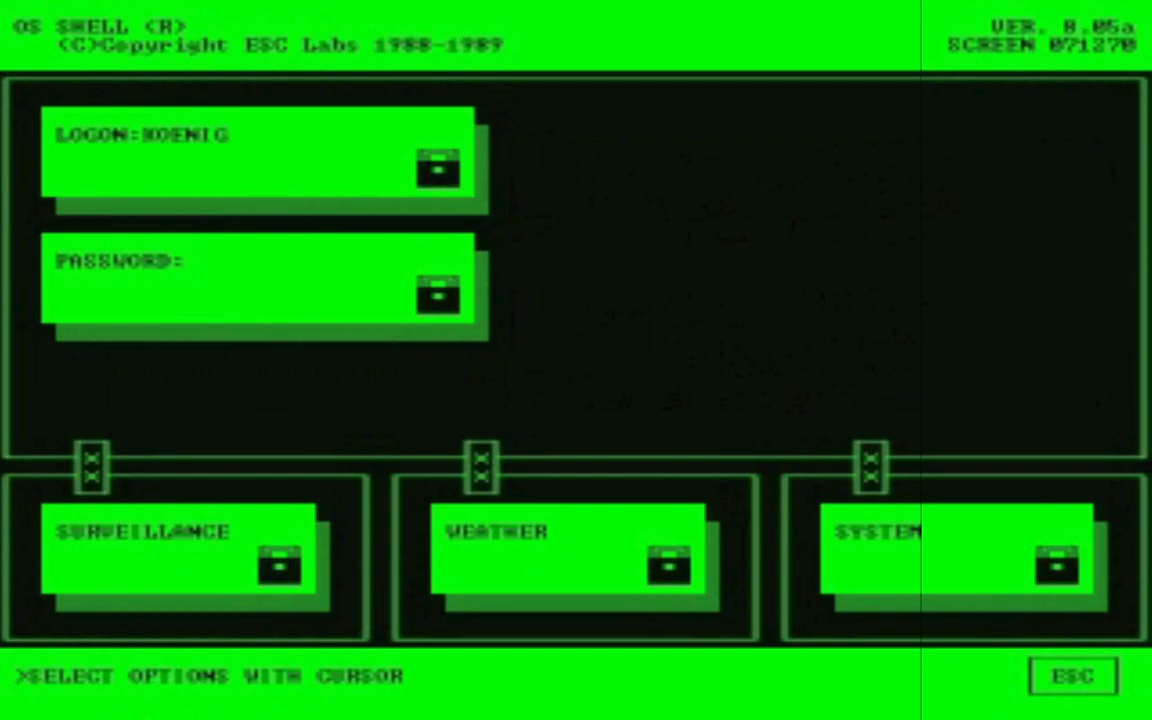 OS SHELL (R)
(C)Copyright ESC Labs 1988-1989
VER. 8.05a
SCREEN 071270
LOGON:KOENIG
PASSWORD:
SURVEILLANCE
WEATHER
SYSTEM
>SELECT OPTIONS WITH CURSOR
ESC